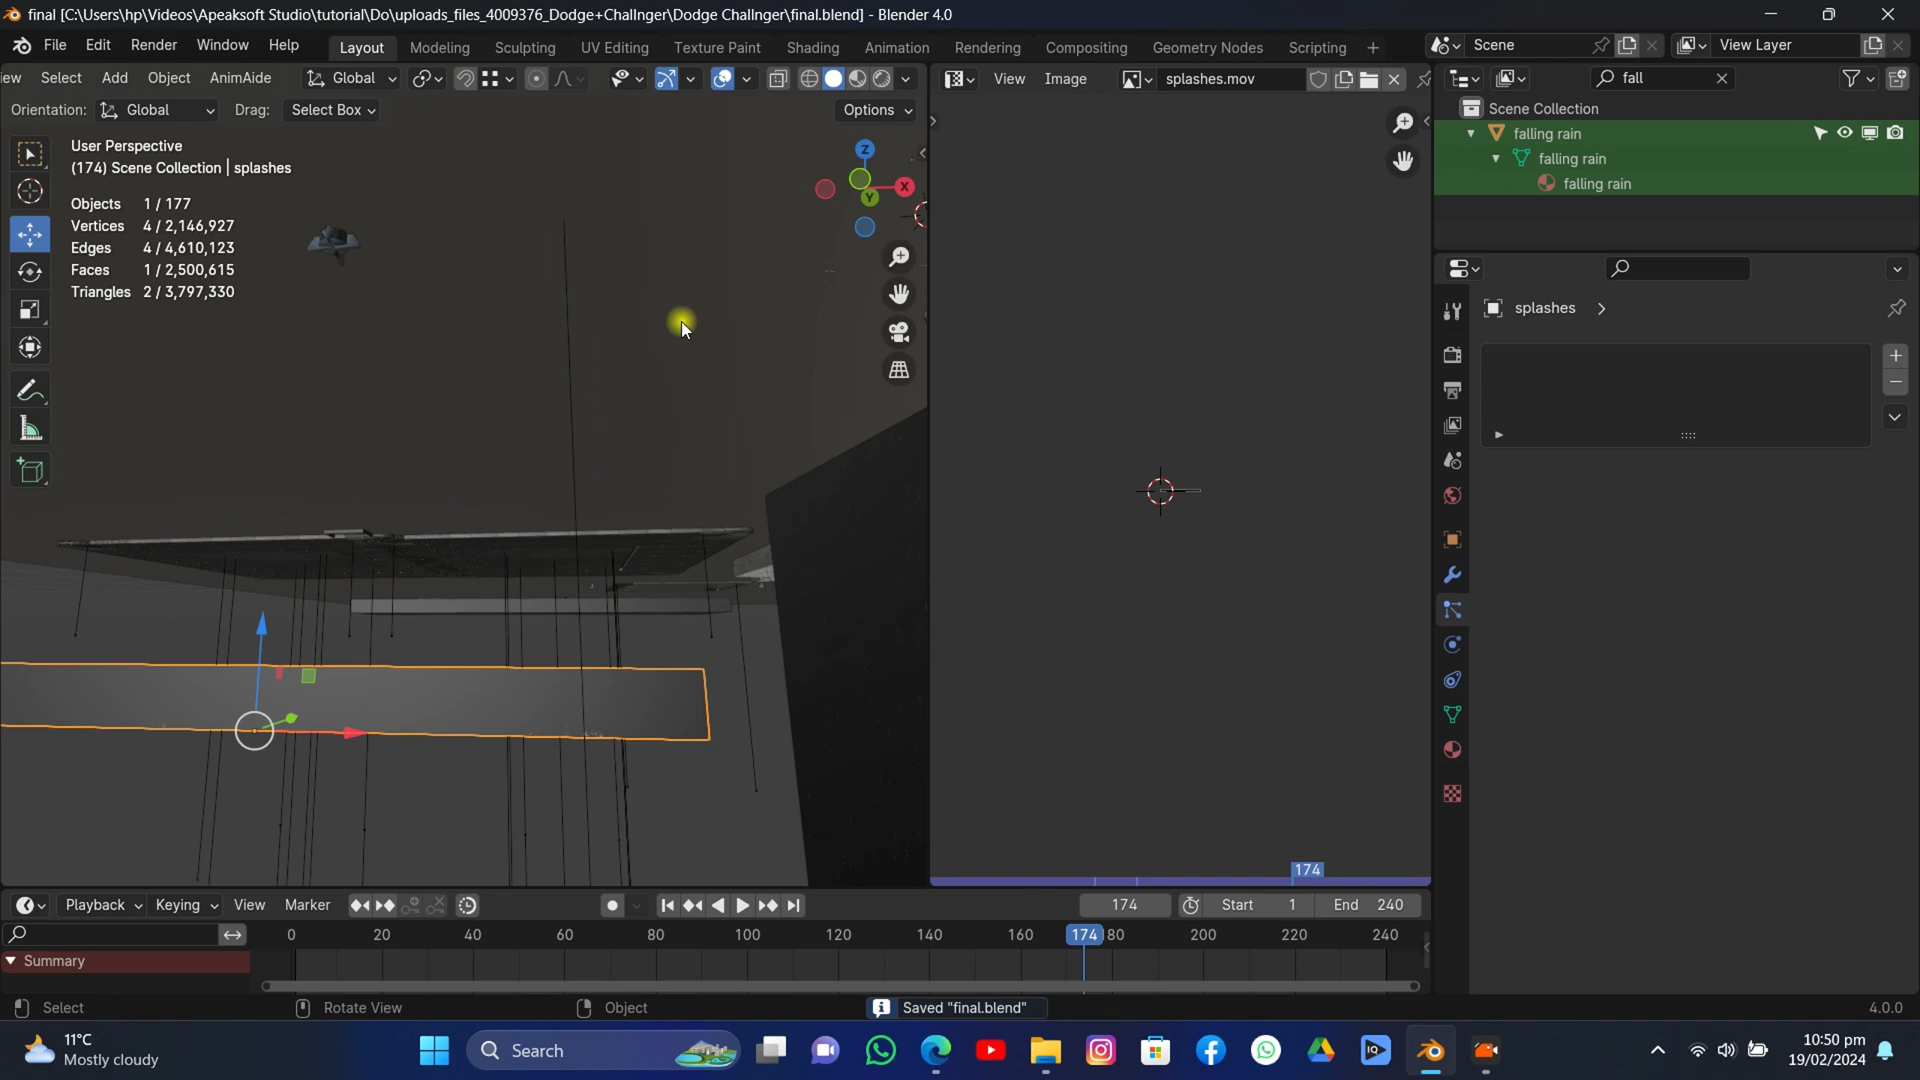 final [C:\Users\hp\Videos\Apeaksoft Studio\tutorial\Do\uploads_files_4009376_Dodge+Challnger\Dodge Challnger\final.blend] - Blender 4.0
File Edit Render Window Help Layout Modeling Sculpting UV Editing Texture Paint Shading Animation Rendering Compositing Geometry Nodes Scripting + Scene View Layer
ew Select Add Object AnimAide Global View Image splashes.mov fall
Orientation: Global Drag: Select Box Options
Scene Collection
falling rain
falling rain
falling rain
User Perspective
(174) Scene Collection | splashes
Objects 1 / 177
Vertices 4 / 2,146,927
Edges 4 / 4,610,123
Faces 1 / 2,500,615
Triangles 2 / 3,797,330
Z
X
Y
splashes
174
Playback Keying View Marker 174 Start 1 End 240
0 20 40 60 80 100 120 140 160 174 80 200 220 240
Summary
Select Rotate View Object Saved "final.blend" 4.0.0
11°C
Mostly cloudy
Search
IQ
10:50 pm
19/02/2024